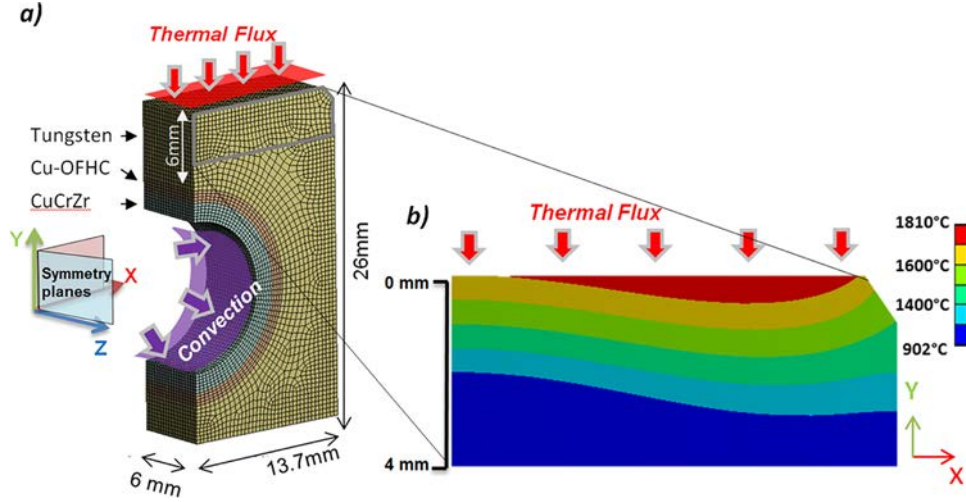 a)
Thermal Flux
Tungsten
Cu-OFHC
CuCrZr
6mm
26mm
Y
Symmetry
planes
X
Z
Convection
6 mm
13.7mm
b)
Thermal Flux
0 mm
4 mm
1810°C
1600°C
1400°C
902°C
Y
X